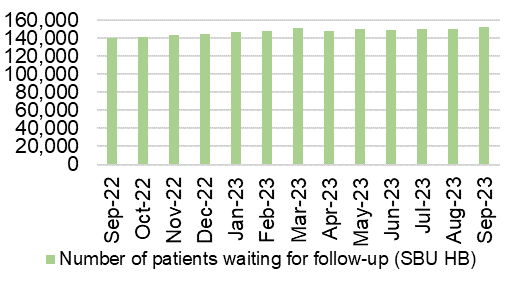 160,000
140,000
120,000
100,000
80,000
60,000
40,000
20,000
0
Sep-22
Oct-22
Nov-22
Dec-22
Jan-23
Feb-23
Mar-23
Apr-23
May-23
Jun-23
Jul-23
Aug-23
Sep-23
Number of patients waiting for follow-up (SBU HB)